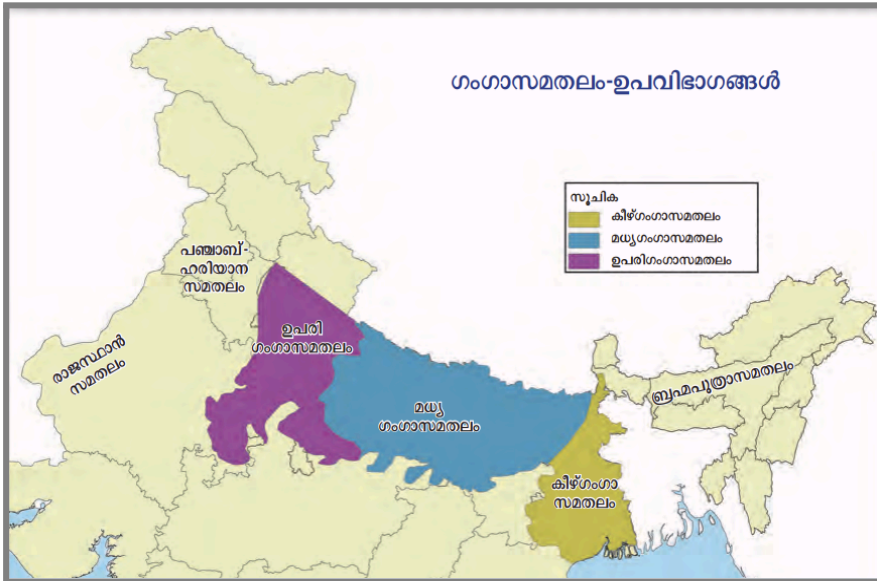 ഗംഗാസമതലം-ഉപവിഭാഗങ്ങൾ
സൂചിക
കീഴ്ഗംഗാസമതലം
മധ്യഗംഗാസമതലം
ഉപരിഗംഗാസമതലം
പഞ്ചാബ്-
ഹരിയാന
സമതലം
ഉപരി
ഗംഗാസമതലം
രാജസ്ഥാൻ
സമതലം
ബ്രഹ്മപുത്രാസമതലം
മധ്യ
ഗംഗാസമതലം
കീഴ്ഗംഗാ
സമതലം